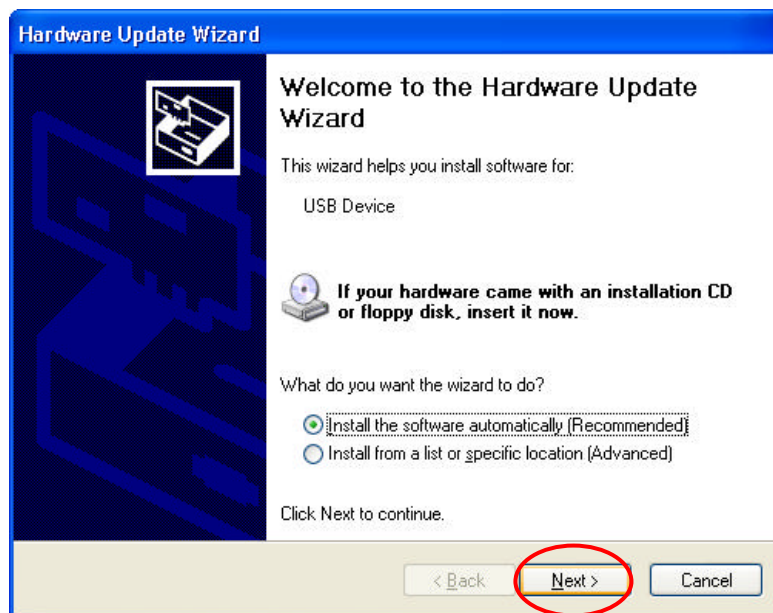 Hardware Update Wizard
Welcome to the Hardware Update
Wizard
This wizard helps you install software for:
USB Device
If your hardware came with an installation CD
or floppy disk, insert it now.
What do you want the wizard to do?
Install the software automatically (Recommended)
Install from a list or specific location (Advanced)
Click Next to continue.
< Back Next > Cancel